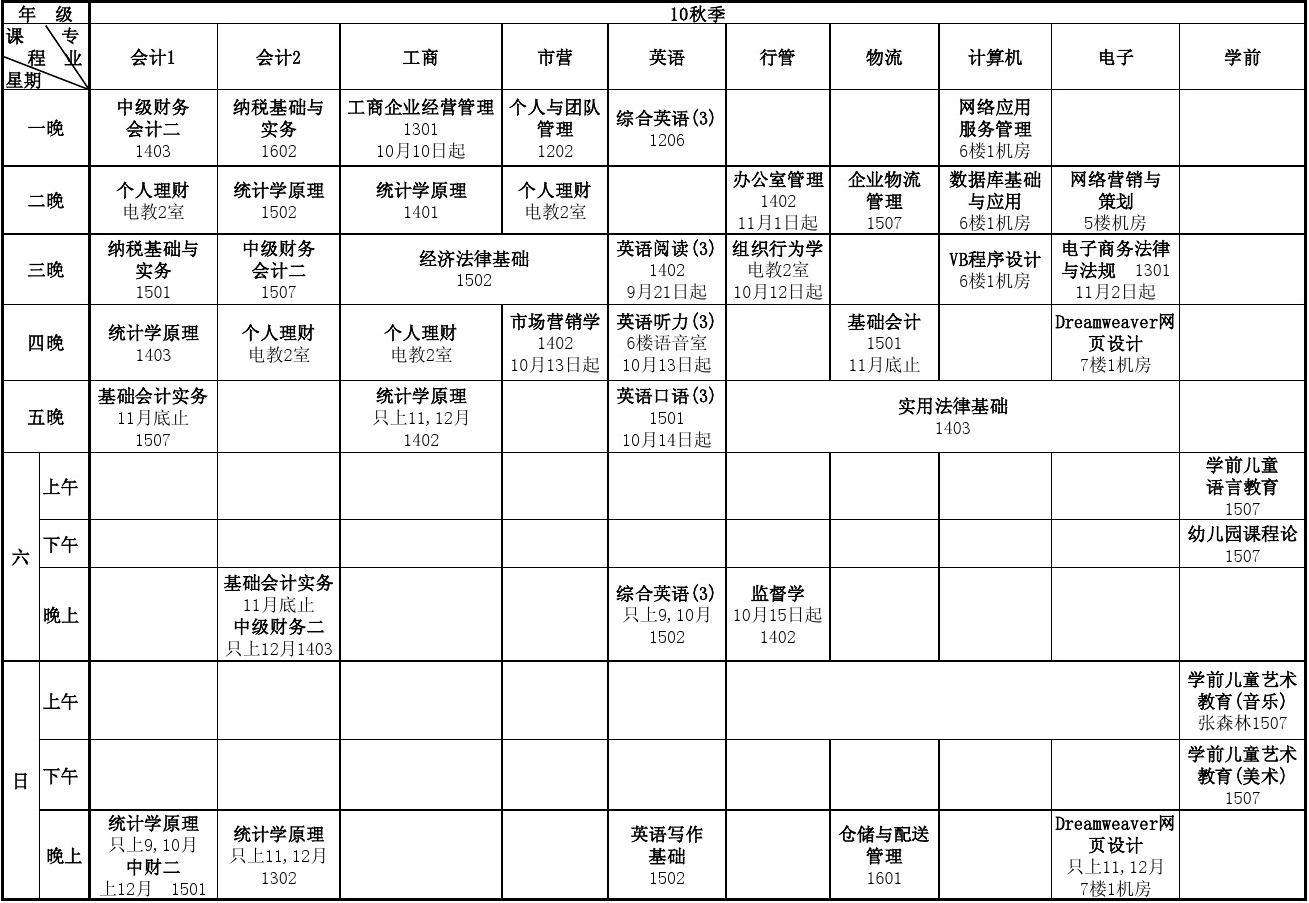 年 级
10秋季
课 专
程 业
星期
会计1
会计2
工商
市营
英语
行管
物流
计算机
电子
学前
一晚
中级财务
会计二
1403
纳税基础与
实务
1602
工商企业经营管理
1301
10月10日起
个人与团队
管理
1202
综合英语(3)
1206
网络应用
服务管理
6楼1机房
二晚
个人理财
电教2室
统计学原理
1502
统计学原理
1401
个人理财
电教2室
办公室管理
1402
11月1日起
企业物流
管理
1507
数据库基础
与应用
6楼1机房
网络营销与
策划
5楼机房
三晚
纳税基础与
实务
1501
中级财务
会计二
1507
经济法律基础
1502
英语阅读(3)
1402
9月21日起
组织行为学
电教2室
10月12日起
VB程序设计
6楼1机房
电子商务法律
与法规 1301
11月2日起
四晚
统计学原理
1403
个人理财
电教2室
个人理财
电教2室
市场营销学
1402
10月13日起
英语听力(3)
6楼语音室
10月13日起
基础会计
1501
11月底止
Dreamweaver网
页设计
7楼1机房
五晚
基础会计实务
11月底止
1507
统计学原理
只上11,12月
1402
英语口语(3)
1501
10月14日起
实用法律基础
1403
六
上午
学前儿童
语言教育
1507
下午
幼儿园课程论
1507
晚上
基础会计实务
11月底止
中级财务二
只上12月1403
综合英语(3)
只上9,10月
1502
监督学
10月15日起
1402
日
上午
学前儿童艺术
教育(音乐)
张森林1507
下午
学前儿童艺术
教育(美术)
1507
晚上
统计学原理
只上9,10月
中财二
上12月 1501
统计学原理
只上11,12月
1302
英语写作
基础
1502
仓储与配送
管理
1601
Dreamweaver网
页设计
只上11,12月
7楼1机房